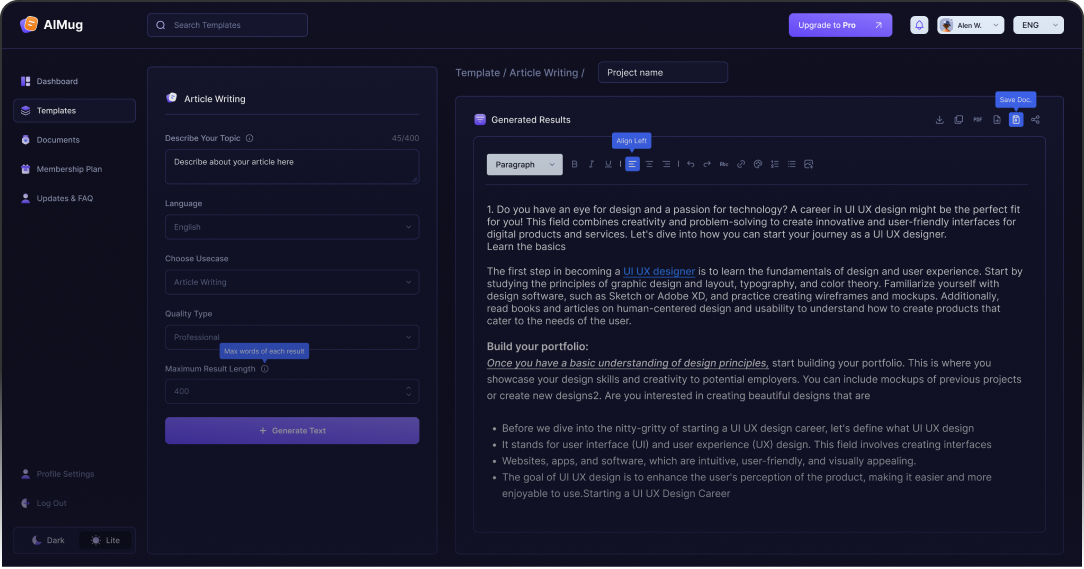 AIMug
Search Templates
Upgrade to Pro
Alen W.
ENG
Dashboard
Templates
Documents
Membership Plan
Updates & FAQ
Profile Settings
Log Out
Dark
Lite
Article Writing
Describe Your Topic
45/400
Describe about your article here
Language
English
Choose Usecase
Article Writing
Quality Type
Professional
Max words of each result
Maximum Result Length
400
+ Generate Text
Template / Article Writing /
Project name
Save Doc.
Generated Results
PDF
Align Left
Paragraph
B I U
Abc
1. Do you have an eye for design and a passion for technology? A career in UI UX design might be the perfect fit
for you! This field combines creativity and problem-solving to create innovative and user-friendly interfaces for
digital products and services. Let's dive into how you can start your journey as a UI UX designer.
Learn the basics
The first step in becoming a UI UX designer is to learn the fundamentals of design and user experience. Start by
studying the principles of graphic design and layout, typography, and color theory. Familiarize yourself with
design software, such as Sketch or Adobe XD, and practice creating wireframes and mockups. Additionally,
read books and articles on human-centered design and usability to understand how to create products that
cater to the needs of the user.
Build your portfolio:
Once you have a basic understanding of design principles, start building your portfolio. This is where you
showcase your design skills and creativity to potential employers. You can include mockups of previous projects
or create new designs2. Are you interested in creating beautiful designs that are
• Before we dive into the nitty-gritty of starting a UI UX design career, let's define what UI UX design
• It stands for user interface (UI) and user experience (UX) design. This field involves creating interfaces
• Websites, apps, and software, which are intuitive, user-friendly, and visually appealing.
• The goal of UI UX design is to enhance the user's perception of the product, making it easier and more
enjoyable to use.Starting a UI UX Design Career